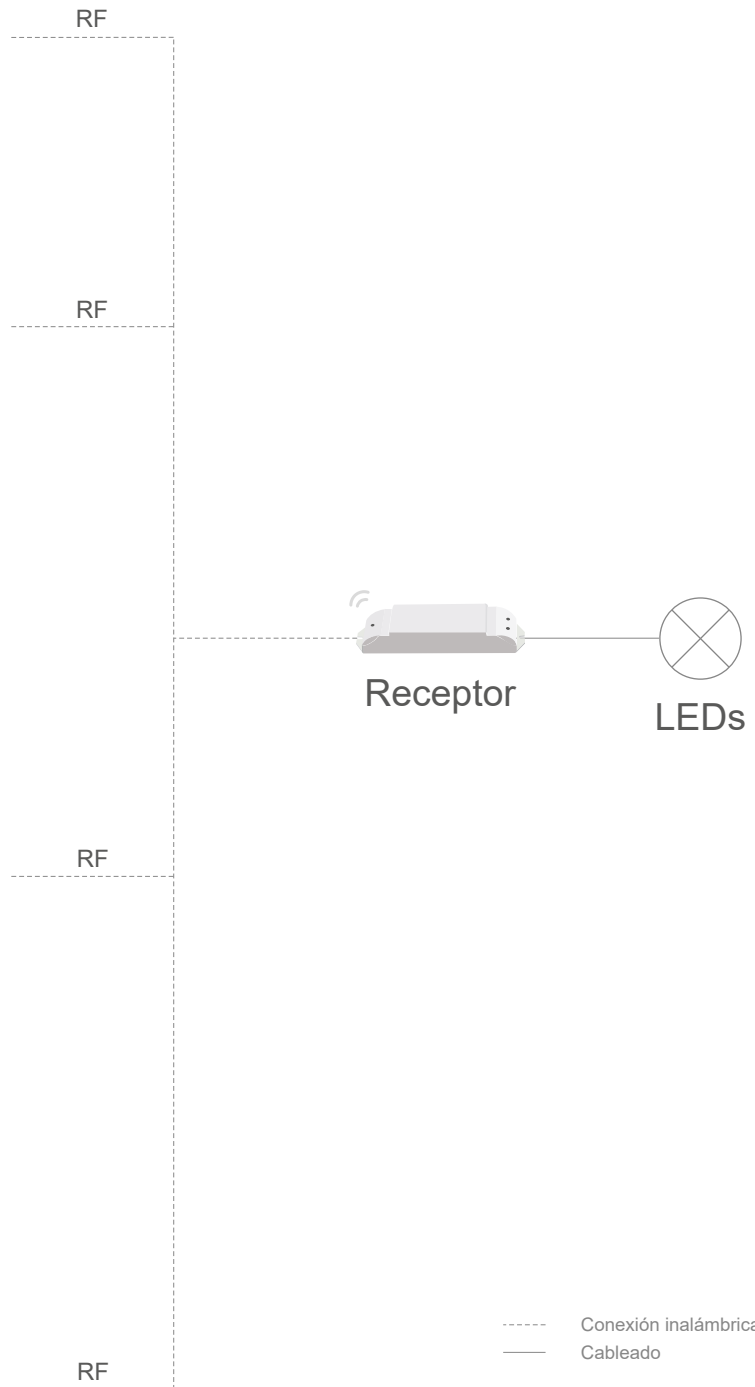 RF
RF
Receptor
LEDs
RF
Conexión inalámbrica
Cableado
RF